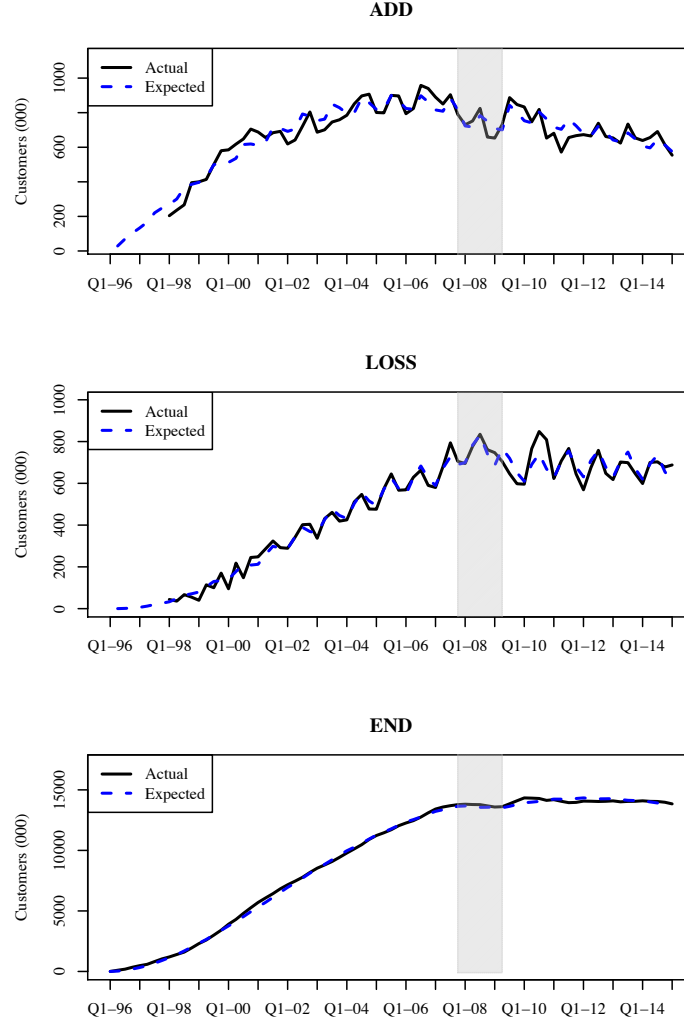 ADD
Actual
Expected
Customers (000)
0
200
600
1000
Q1–96 Q1–98 Q1–00 Q1–02 Q1–04 Q1–06 Q1–08 Q1–10 Q1–12 Q1–14
LOSS
Actual
Expected
Customers (000)
0
200
400
600
800
1000
Q1–96 Q1–98 Q1–00 Q1–02 Q1–04 Q1–06 Q1–08 Q1–10 Q1–12 Q1–14
END
Actual
Expected
Customers (000)
0
5000
10000
15000
Q1–96 Q1–98 Q1–00 Q1–02 Q1–04 Q1–06 Q1–08 Q1–10 Q1–12 Q1–14